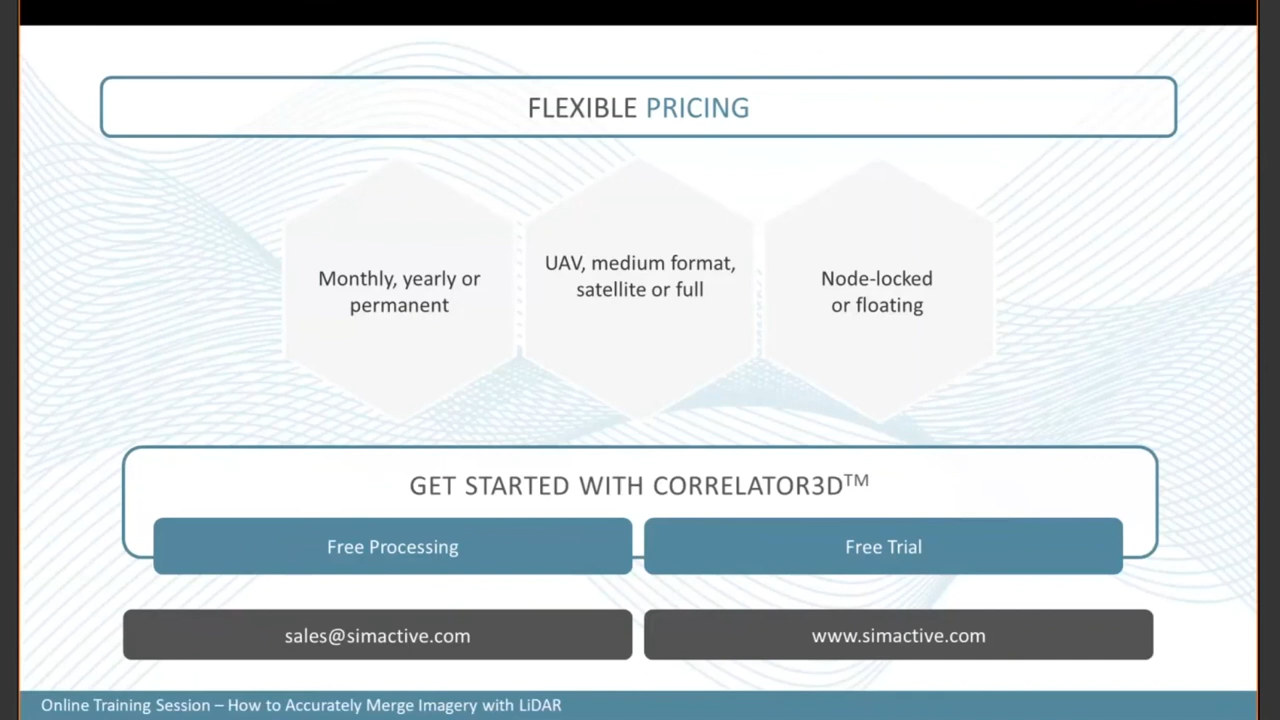 FLEXIBLE PRICING
Monthly, yearly or
permanent
UAV, medium format,
satellite or full
Node-locked
or floating
GET STARTED WITH CORRELATOR3D™
Free Processing
Free Trial
sales@simactive.com
www.simactive.com
Online Training Session – How to Accurately Merge Imagery with LiDAR